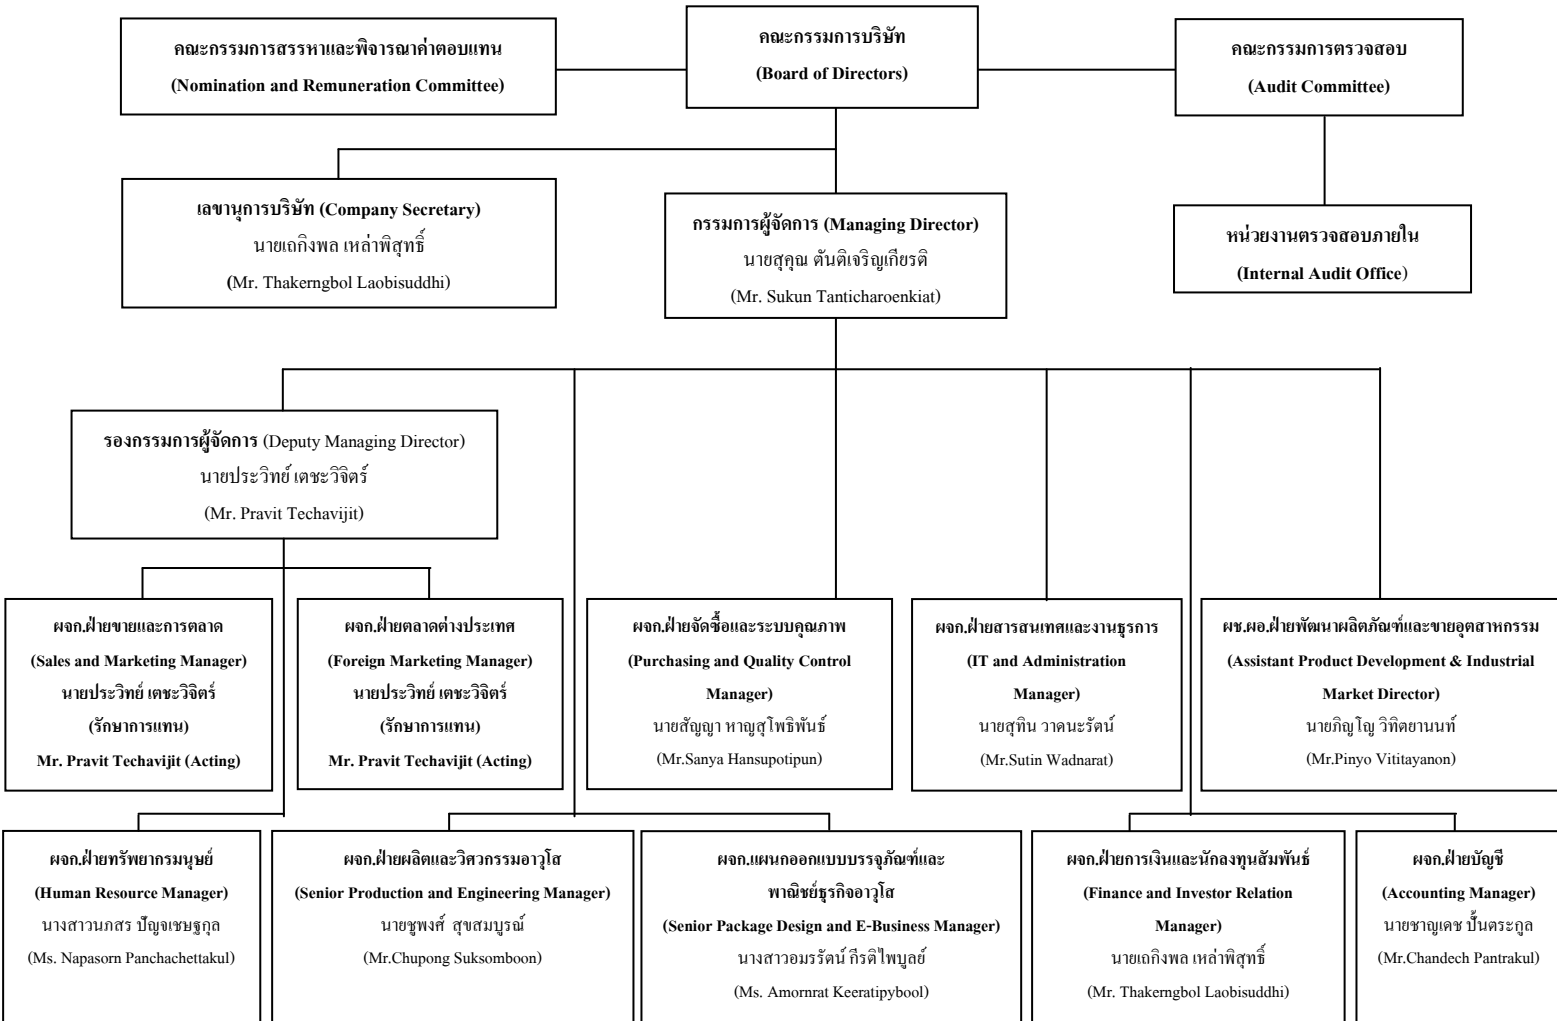 คณะกรรมการสรรหาและพิจารณาค่าตอบแทน
(Nomination and Remuneration Committee)
คณะกรรมการบริษัท
(Board of Directors)
คณะกรรมการตรวจสอบ
(Audit Committee)
เลขานุการบริษัท (Company Secretary)
นายเถกิงพล เหล่าพิสุทธิ์
(Mr. Thakerngbol Laobisuddhi)
กรรมการผู้จัดการ (Managing Director)
นายสุคุณ ตันติเจริญเกียรติ
(Mr. Sukun Tanticharoenkiat)
หน่วยงานตรวจสอบภายใน
(Internal Audit Office)
รองกรรมการผู้จัดการ (Deputy Managing Director)
นายประวิทย์ เตชะวิจิตร์
(Mr. Pravit Techavijit)
ผจก.ฝ่ายขายและการตลาด
(Sales and Marketing Manager)
นายประวิทย์ เตชะวิจิตร์
(รักษาการแทน)
Mr. Pravit Techavijit (Acting)
ผจก.ฝ่ายตลาดต่างประเทศ
(Foreign Marketing Manager)
นายประวิทย์ เตชะวิจิตร์
(รักษาการแทน)
Mr. Pravit Techavijit (Acting)
ผจก.ฝ่ายจัดซื้อและระบบคุณภาพ
(Purchasing and Quality Control
Manager)
นายสัญญา หาญสุโพธิพันธ์
(Mr.Sanya Hansupotipun)
ผจก.ฝ่ายสารสนเทศและงานธุรการ
(IT and Administration
Manager)
นายสุทิน วาดนะรัตน์
(Mr.Sutin Wadnarat)
ผช.ผอ.ฝ่ายพัฒนาผลิตภัณฑ์และขายอุตสาหกรรม
(Assistant Product Development & Industrial
Market Director)
นายภิญโญ วิทิตยานนท์
(Mr.Pinyo Vititayanon)
ผจก.ฝ่ายทรัพยากรมนุษย์
(Human Resource Manager)
นางสาวนภสร ปัญจเชษฐกุล
(Ms. Napasorn Panchachettakul)
ผจก.ฝ่ายผลิตและวิศวกรรมอาวุโส
(Senior Production and Engineering Manager)
นายชูพงศ์ สุขสมบูรณ์
(Mr.Chupong Suksomboon)
ผจก.แผนกออกแบบบรรจุภัณฑ์และ
พาณิชย์ธุรกิจอาวุโส
(Senior Package Design and E-Business Manager)
นางสาวอมรรัตน์ กีรติไพบูลย์
(Ms. Amornrat Keeratipybool)
ผจก.ฝ่ายการเงินและนักลงทุนสัมพันธ์
(Finance and Investor Relation
Manager)
นายเถกิงพล เหล่าพิสุทธิ์
(Mr. Thakerngbol Laobisuddhi)
ผจก.ฝ่ายบัญชี
(Accounting Manager)
นายชาญเดช ปั้นตระกูล
(Mr.Chandech Pantrakul)